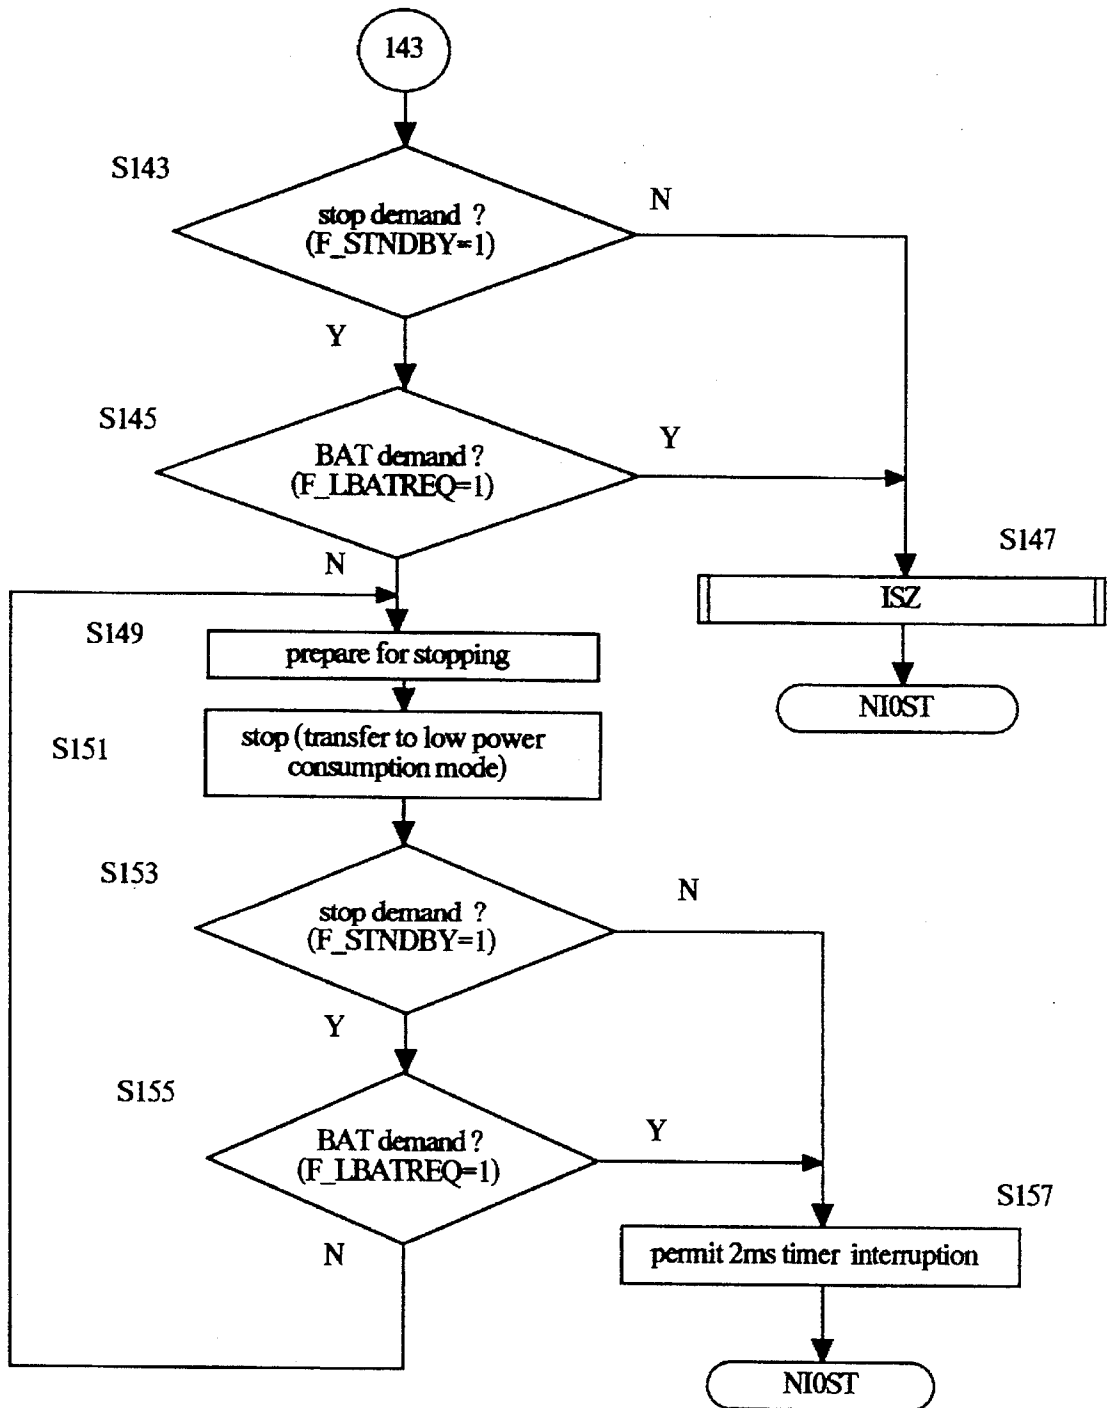 143
S143
stop demand ?
(F_STNDBY=1)
N
Y
S145
BAT demand ?
(F_LBATREQ=1)
Y
N
S147
ISZ
NI0ST
S149
prepare for stopping
S151
stop (transfer to low power
consumption mode)
S153
stop demand ?
(F_STNDBY=1)
N
Y
S155
BAT demand ?
(F_LBATREQ=1)
Y
N
S157
permit 2ms timer interruption
NI0ST